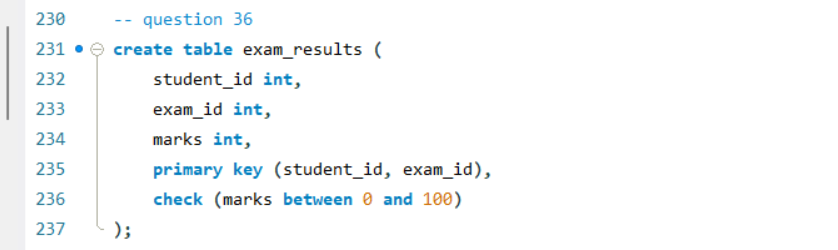 230 -- question 36
231 create table exam_results (
232 student_id int,
233 exam_id int,
234 marks int,
235 primary key (student_id, exam_id),
236 check (marks between 0 and 100)
237 );